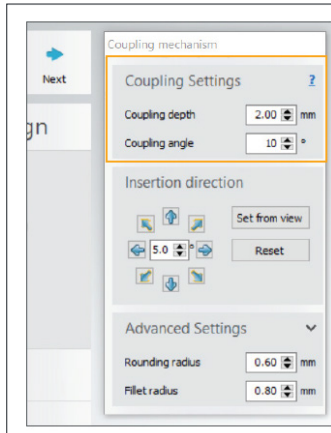 Coupling mechanism
Next
gn
Coupling Settings ?
Coupling depth 2.00 mm
Coupling angle 10 °
Insertion direction
Set from view
5.0 ° Reset
Advanced Settings
Rounding radius 0.60 mm
Fillet radius 0.80 mm